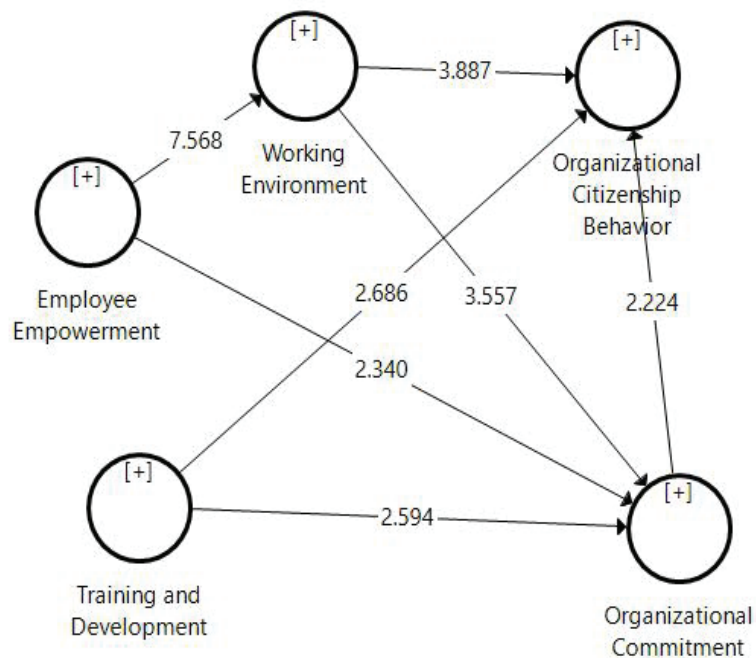 [+]
[+]
3.887
7.568
Working
Environment
Organizational
Citizenship
Behavior
[+]
Employee
Empowerment
2.686
3.557
2.224
2.340
[+]
2.594
[+]
Training and
Development
Organizational
Commitment